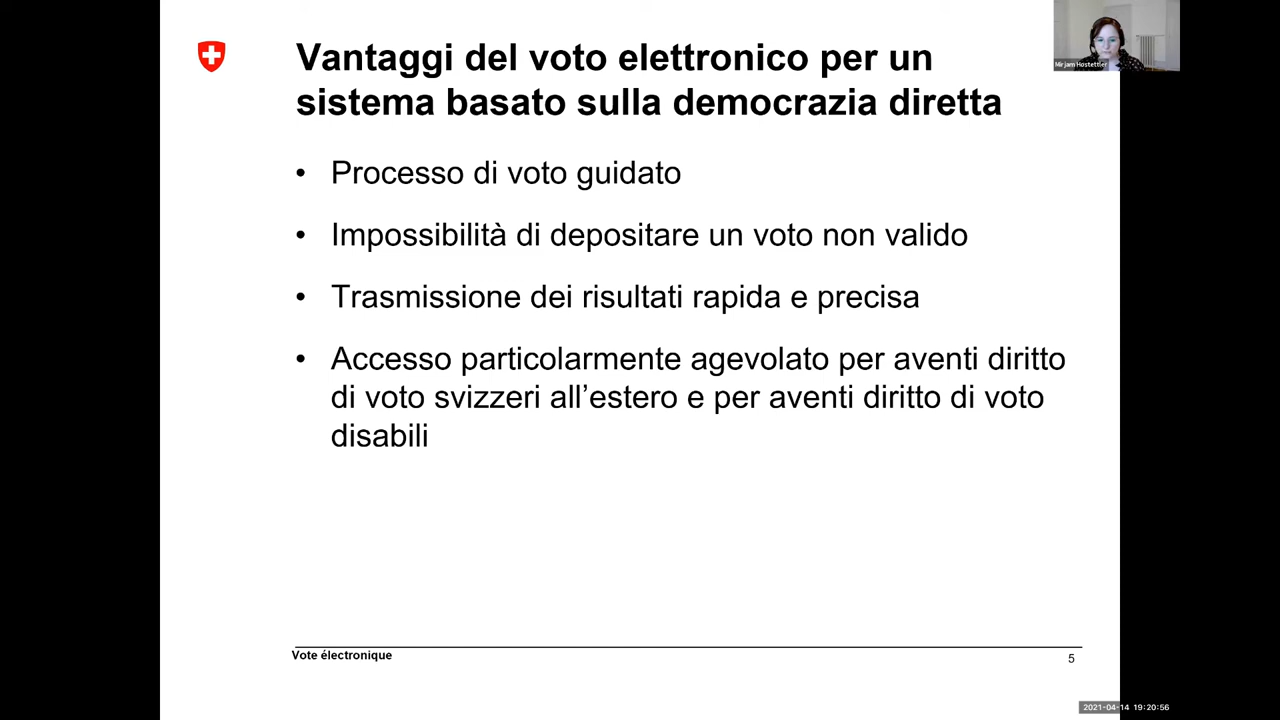 Vantaggi del voto elettronico per un
sistema basato sulla democrazia diretta
Mirjam Hostettler
• Processo di voto guidato
• Impossibilità di depositare un voto non valido
• Trasmissione dei risultati rapida e precisa
• Accesso particolarmente agevolato per aventi diritto
di voto svizzeri all’estero e per aventi diritto di voto
disabili
Vote électronique
5
2021-04-14 19:20:56